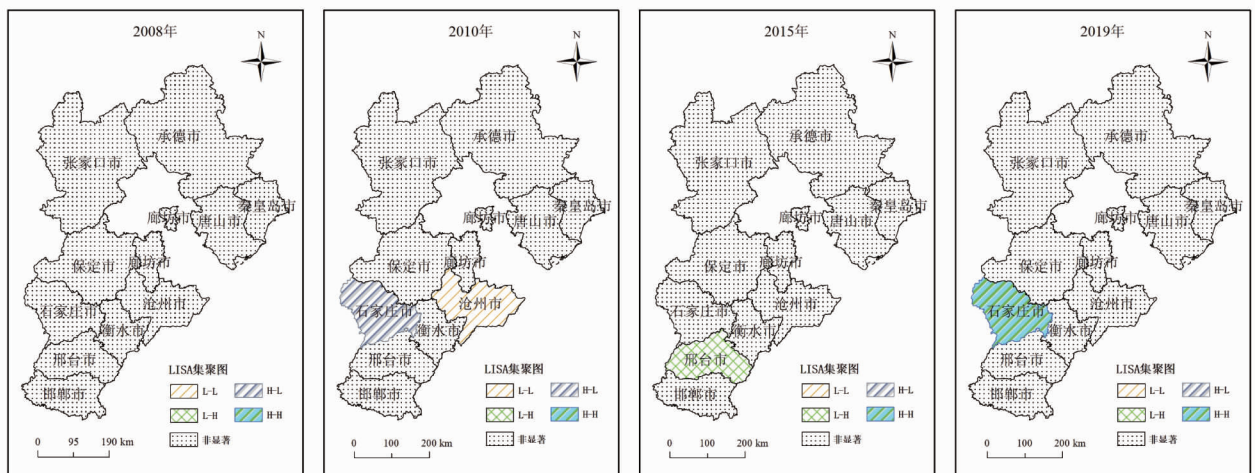 2008年
N
承德市
张家口市
秦皇岛市
廊坊市
唐山市
保定市
廊坊市
沧州市
石家庄市
衡水市
邢台市
邯郸市
LISA集聚图
L-L
H-L
L-H
H-H
非显著
0 95 190 km
2010年
N
承德市
张家口市
秦皇岛市
廊坊市
唐山市
保定市
廊坊市
沧州市
石家庄市
衡水市
邢台市
邯郸市
LISA集聚图
L-L
H-L
L-H
H-H
非显著
0 100 200 km
2015年
N
承德市
张家口市
秦皇岛市
廊坊市
唐山市
保定市
廊坊市
沧州市
石家庄市
衡水市
邢台市
邯郸市
LISA集聚图
L-L
H-L
L-H
H-H
非显著
0 100 200 km
2019年
N
承德市
张家口市
秦皇岛市
廊坊市
唐山市
保定市
廊坊市
沧州市
石家庄市
衡水市
邢台市
邯郸市
LISA集聚图
L-L
H-L
L-H
H-H
非显著
0 100 200 km